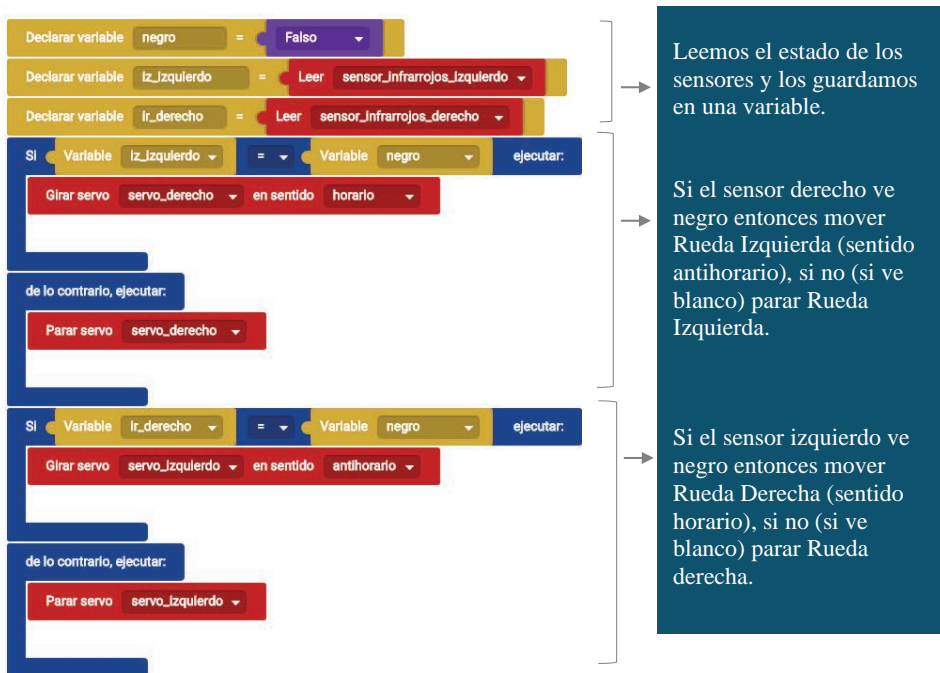 Declarar variable negro = Falso
Declarar variable iz_izquierdo = Leer sensor_infrarrojos_izquierdo
Declarar variable ir_derecho = Leer sensor_infrarrojos_derecho
Si Variable iz_izquierdo = Variable negro ejecutar:
Girar servo servo_derecho en sentido horario
de lo contrario, ejecutar:
Parar servo servo_derecho
Si Variable ir_derecho = Variable negro ejecutar:
Girar servo servo_izquierdo en sentido antihorario
de lo contrario, ejecutar:
Parar servo servo_izquierdo
Leemos el estado de los
sensores y los guardamos
en una variable.
Si el sensor derecho ve
negro entonces mover
Rueda Izquierda (sentido
antihorario), si no (si ve
blanco) parar Rueda
Izquierda.
Si el sensor izquierdo ve
negro entonces mover
Rueda Derecha (sentido
horario), si no (si ve
blanco) parar Rueda
derecha.